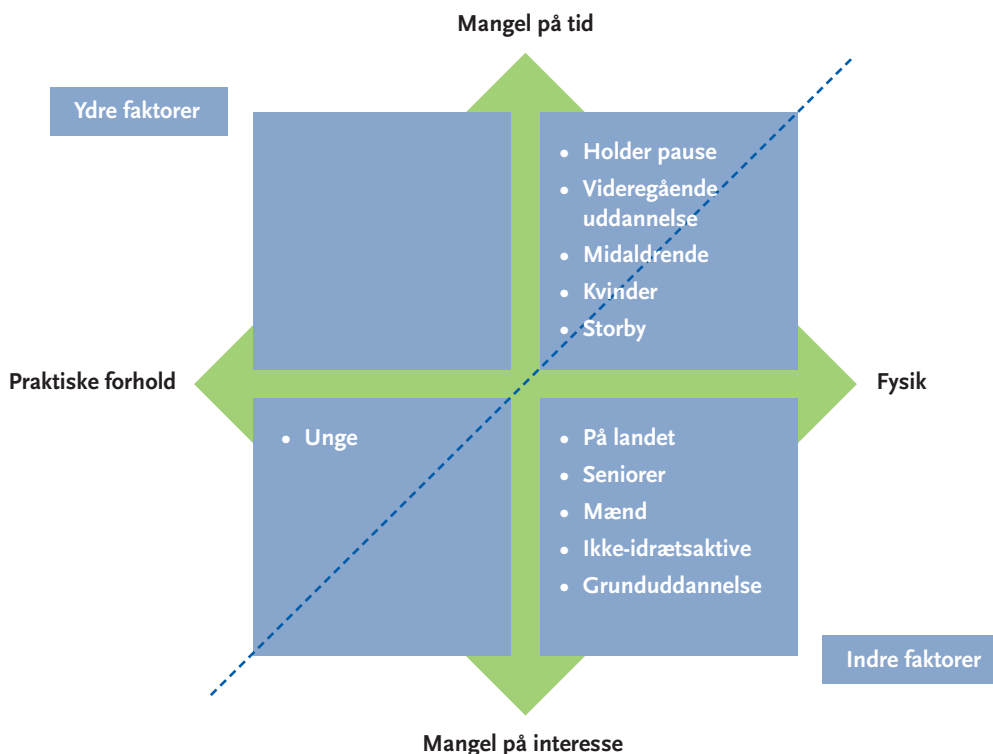 Mangel på tid
Ydre faktorer
• Holder pause
• Videregående
uddannelse
• Midaldrende
• Kvinder
• Storby
Praktiske forhold
Fysik
• Unge
• På landet
• Seniorer
• Mænd
• Ikke-idrætsaktive
• Grunduddannelse
Indre faktorer
Mangel på interesse